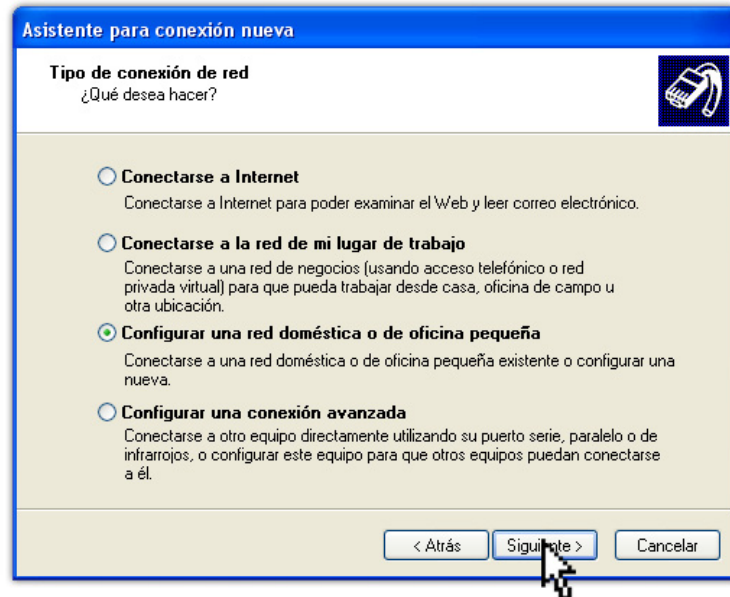 Asistente para conexión nueva
Tipo de conexión de red
¿Qué desea hacer?
Conectarse a Internet
Conectarse a Internet para poder examinar el Web y leer correo electrónico.
Conectarse a la red de mi lugar de trabajo
Conectarse a una red de negocios (usando acceso telefónico o red
privada virtual) para que pueda trabajar desde casa, oficina de campo u
otra ubicación.
Configurar una red doméstica o de oficina pequeña
Conectarse a una red doméstica o de oficina pequeña existente o configurar una
nueva.
Configurar una conexión avanzada
Conectarse a otro equipo directamente utilizando su puerto serie, paralelo o de
infrarrojos, o configurar este equipo para que otros equipos puedan conectarse
a él.
< Atrás Siguiente > Cancelar